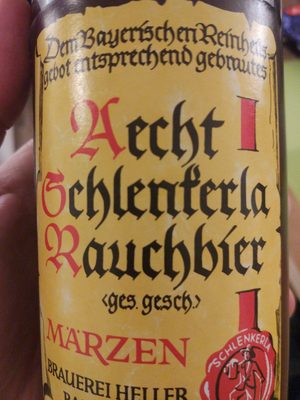 Dem Bayerischen Reinheits
gebot entsprechend gebrautes
Aecht
Schlenkerla
Rauchbier
<ges. gesch.>
MÄRZEN
SCHLENKERLA
BRAUEREI HELLER